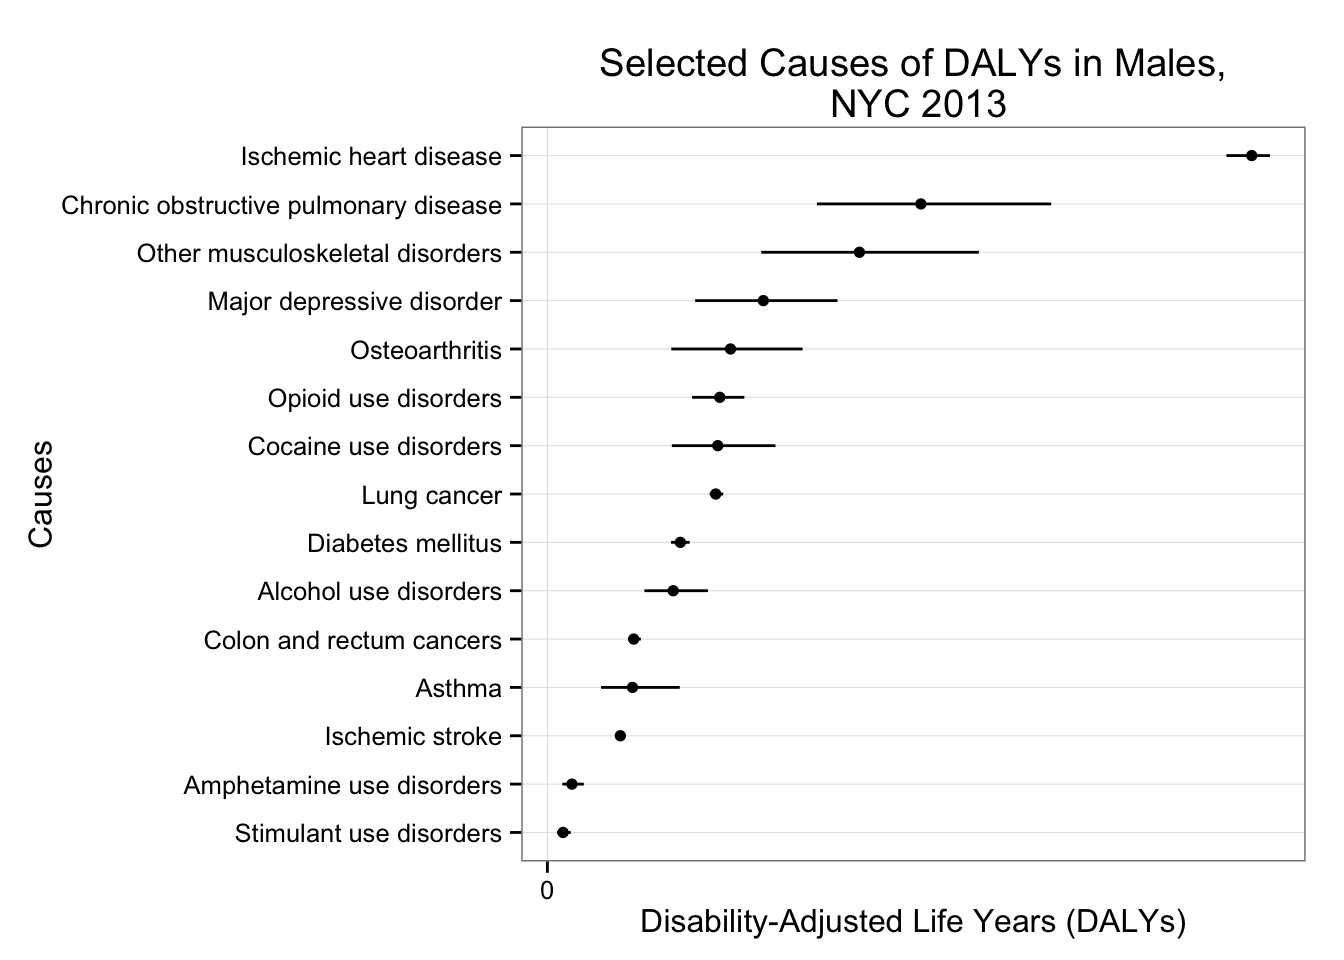 Selected Causes of DALYs in Males,
NYC 2013
Causes
Ischemic heart disease
Chronic obstructive pulmonary disease
Other musculoskeletal disorders
Major depressive disorder
Osteoarthritis
Opioid use disorders
Cocaine use disorders
Lung cancer
Diabetes mellitus
Alcohol use disorders
Colon and rectum cancers
Asthma
Ischemic stroke
Amphetamine use disorders
Stimulant use disorders
0
Disability-Adjusted Life Years (DALYs)